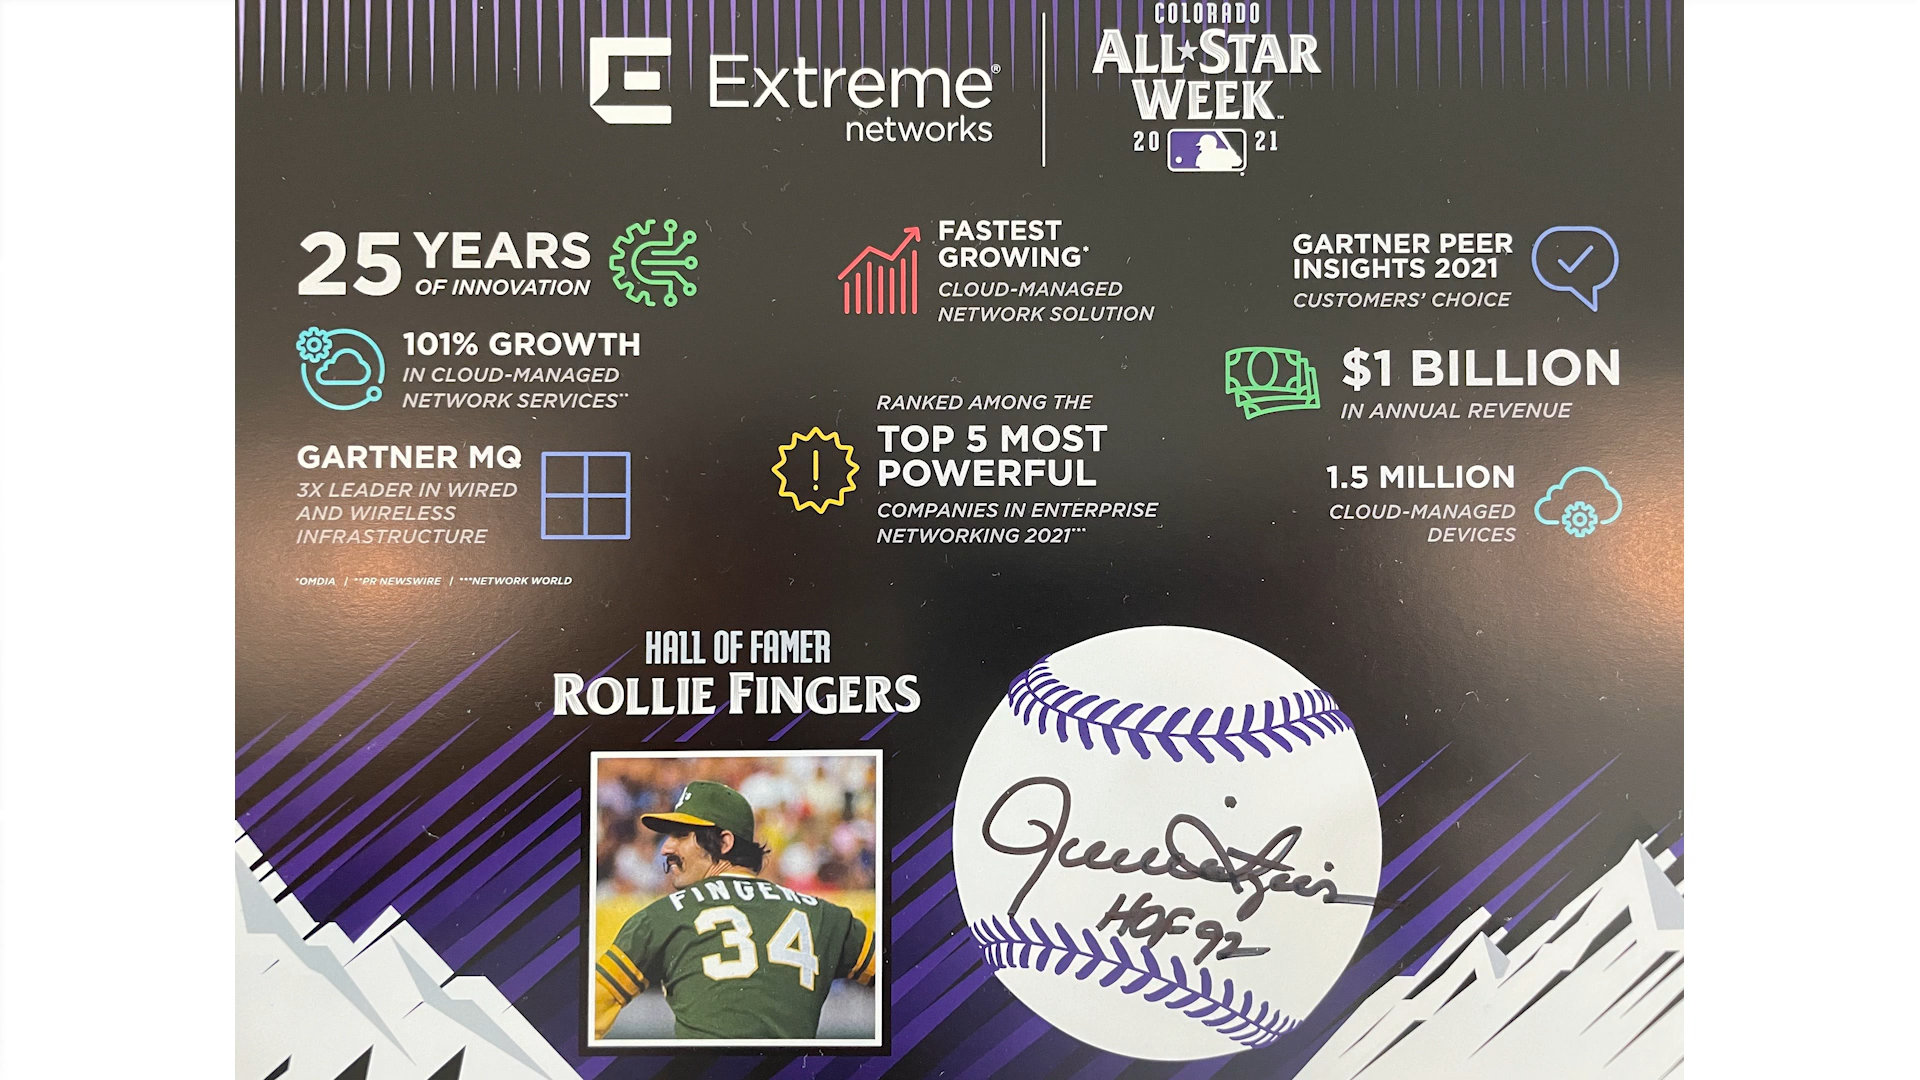 Extreme®
networks
COLORADO
ALL★STAR
WEEK™
20 21
25 YEARS
OF INNOVATION
FASTEST
GROWING*
CLOUD-MANAGED
NETWORK SOLUTION
GARTNER PEER
INSIGHTS 2021
CUSTOMERS' CHOICE
101% GROWTH
IN CLOUD-MANAGED
NETWORK SERVICES**
$1 BILLION
IN ANNUAL REVENUE
RANKED AMONG THE
TOP 5 MOST
POWERFUL
COMPANIES IN ENTERPRISE
NETWORKING 2021***
GARTNER MQ
3X LEADER IN WIRED
AND WIRELESS
INFRASTRUCTURE
1.5 MILLION
CLOUD-MANAGED
DEVICES
*OMDIA | **PR NEWSWIRE | ***NETWORK WORLD
HALL OF FAMER
ROLLIE FINGERS
FINGERS
34
Rollie Fingers
HOF 92